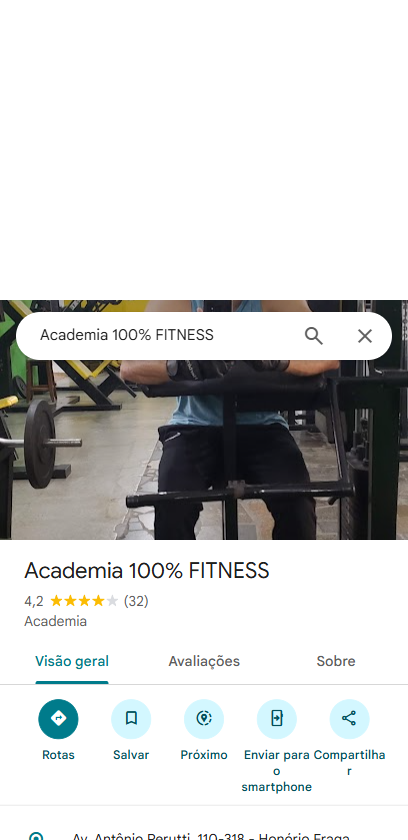 Academia 100% FITNESS
Academia 100% FITNESS
4,2 (32)
Academia
Visão geral Avaliações Sobre
Rotas Salvar Próximo Enviar para o smartphone Compartilhar
Av. Antônio Perutti, 110-318 - Honório Fraga,